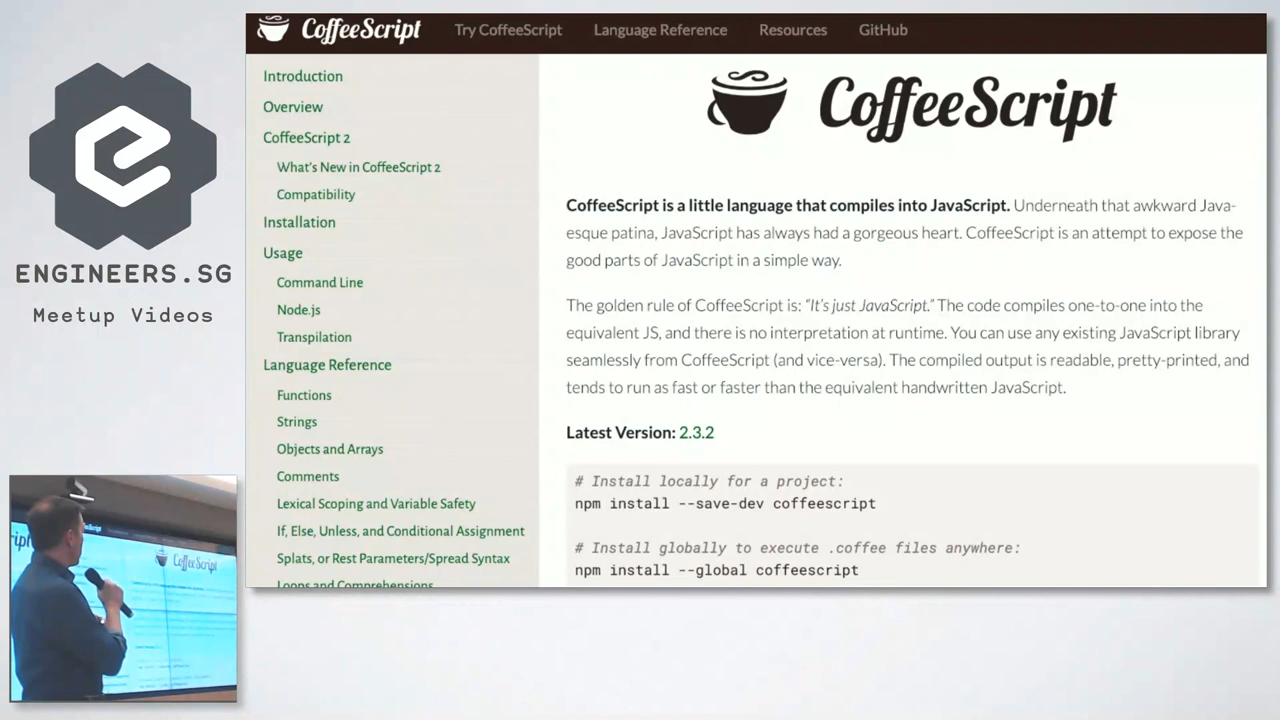 ENGINEERS.SG
Meetup Videos
CoffeeScript
Try CoffeeScript
Language Reference
Resources
GitHub
Introduction
Overview
CoffeeScript 2
What's New in CoffeeScript 2
Compatibility
Installation
Usage
Command Line
Node.js
Transpilation
Language Reference
Functions
Strings
Objects and Arrays
Comments
Lexical Scoping and Variable Safety
If, Else, Unless, and Conditional Assignment
Splats, or Rest Parameters/Spread Syntax
Loops and Comprehensions
CoffeeScript
CoffeeScript is a little language that compiles into JavaScript. Underneath that awkward Java-
esque patina, JavaScript has always had a gorgeous heart. CoffeeScript is an attempt to expose the
good parts of JavaScript in a simple way.
The golden rule of CoffeeScript is: “It's just JavaScript.” The code compiles one-to-one into the
equivalent JS, and there is no interpretation at runtime. You can use any existing JavaScript library
seamlessly from CoffeeScript (and vice-versa). The compiled output is readable, pretty-printed, and
tends to run as fast or faster than the equivalent handwritten JavaScript.
Latest Version: 2.3.2
# Install locally for a project:
npm install --save-dev coffeescript
# Install globally to execute .coffee files anywhere:
npm install --global coffeescript
CoffeeScript